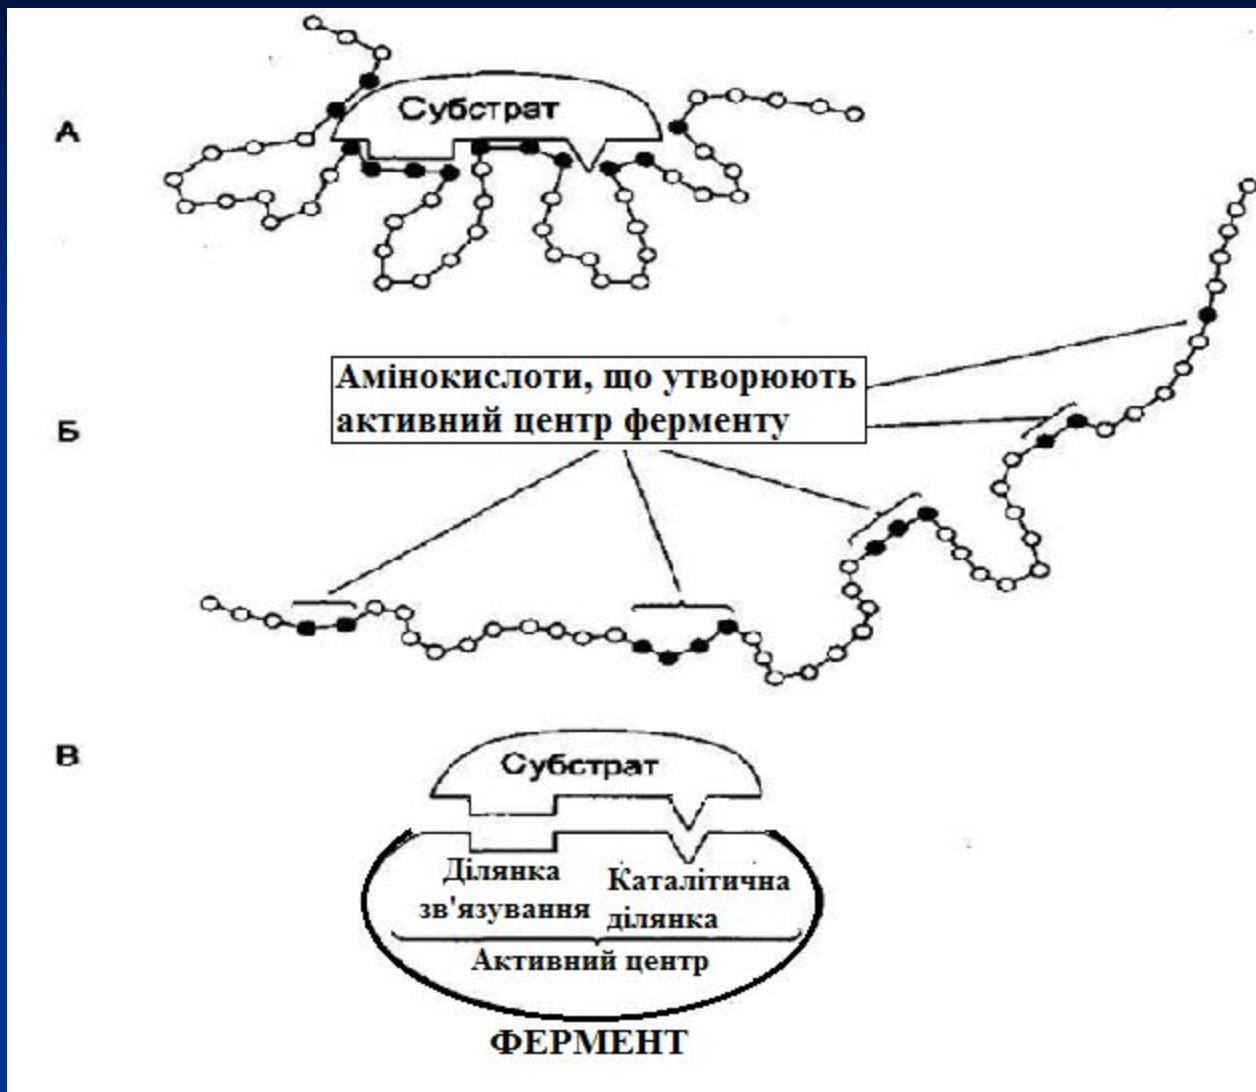 А
Субстрат
Амінокислоти, що утворюють
активний центр ферменту
Б
В
Субстрат
Ділянка
зв'язування
Каталітична
ділянка
Активний центр
ФЕРМЕНТ